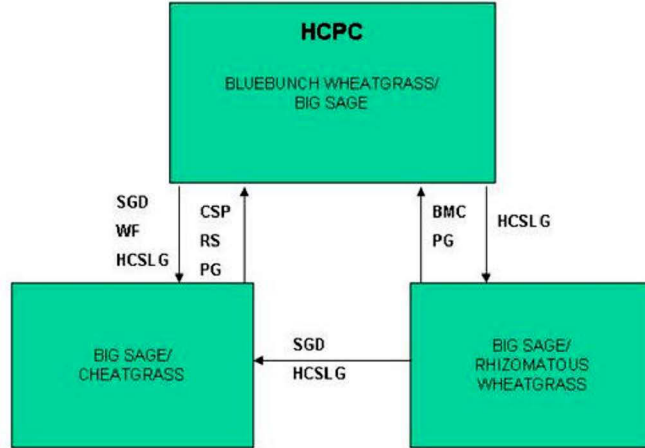 HCPC
BLUEBUNCH WHEATGRASS/
BIG SAGE
SGD
WF
HCSLG
CSP
RS
PG
BMC
PG
HCSLG
BIG SAGE/
CHEATGRASS
SGD
HCSLG
BIG SAGE/
RHIZOMATOUS
WHEATGRASS